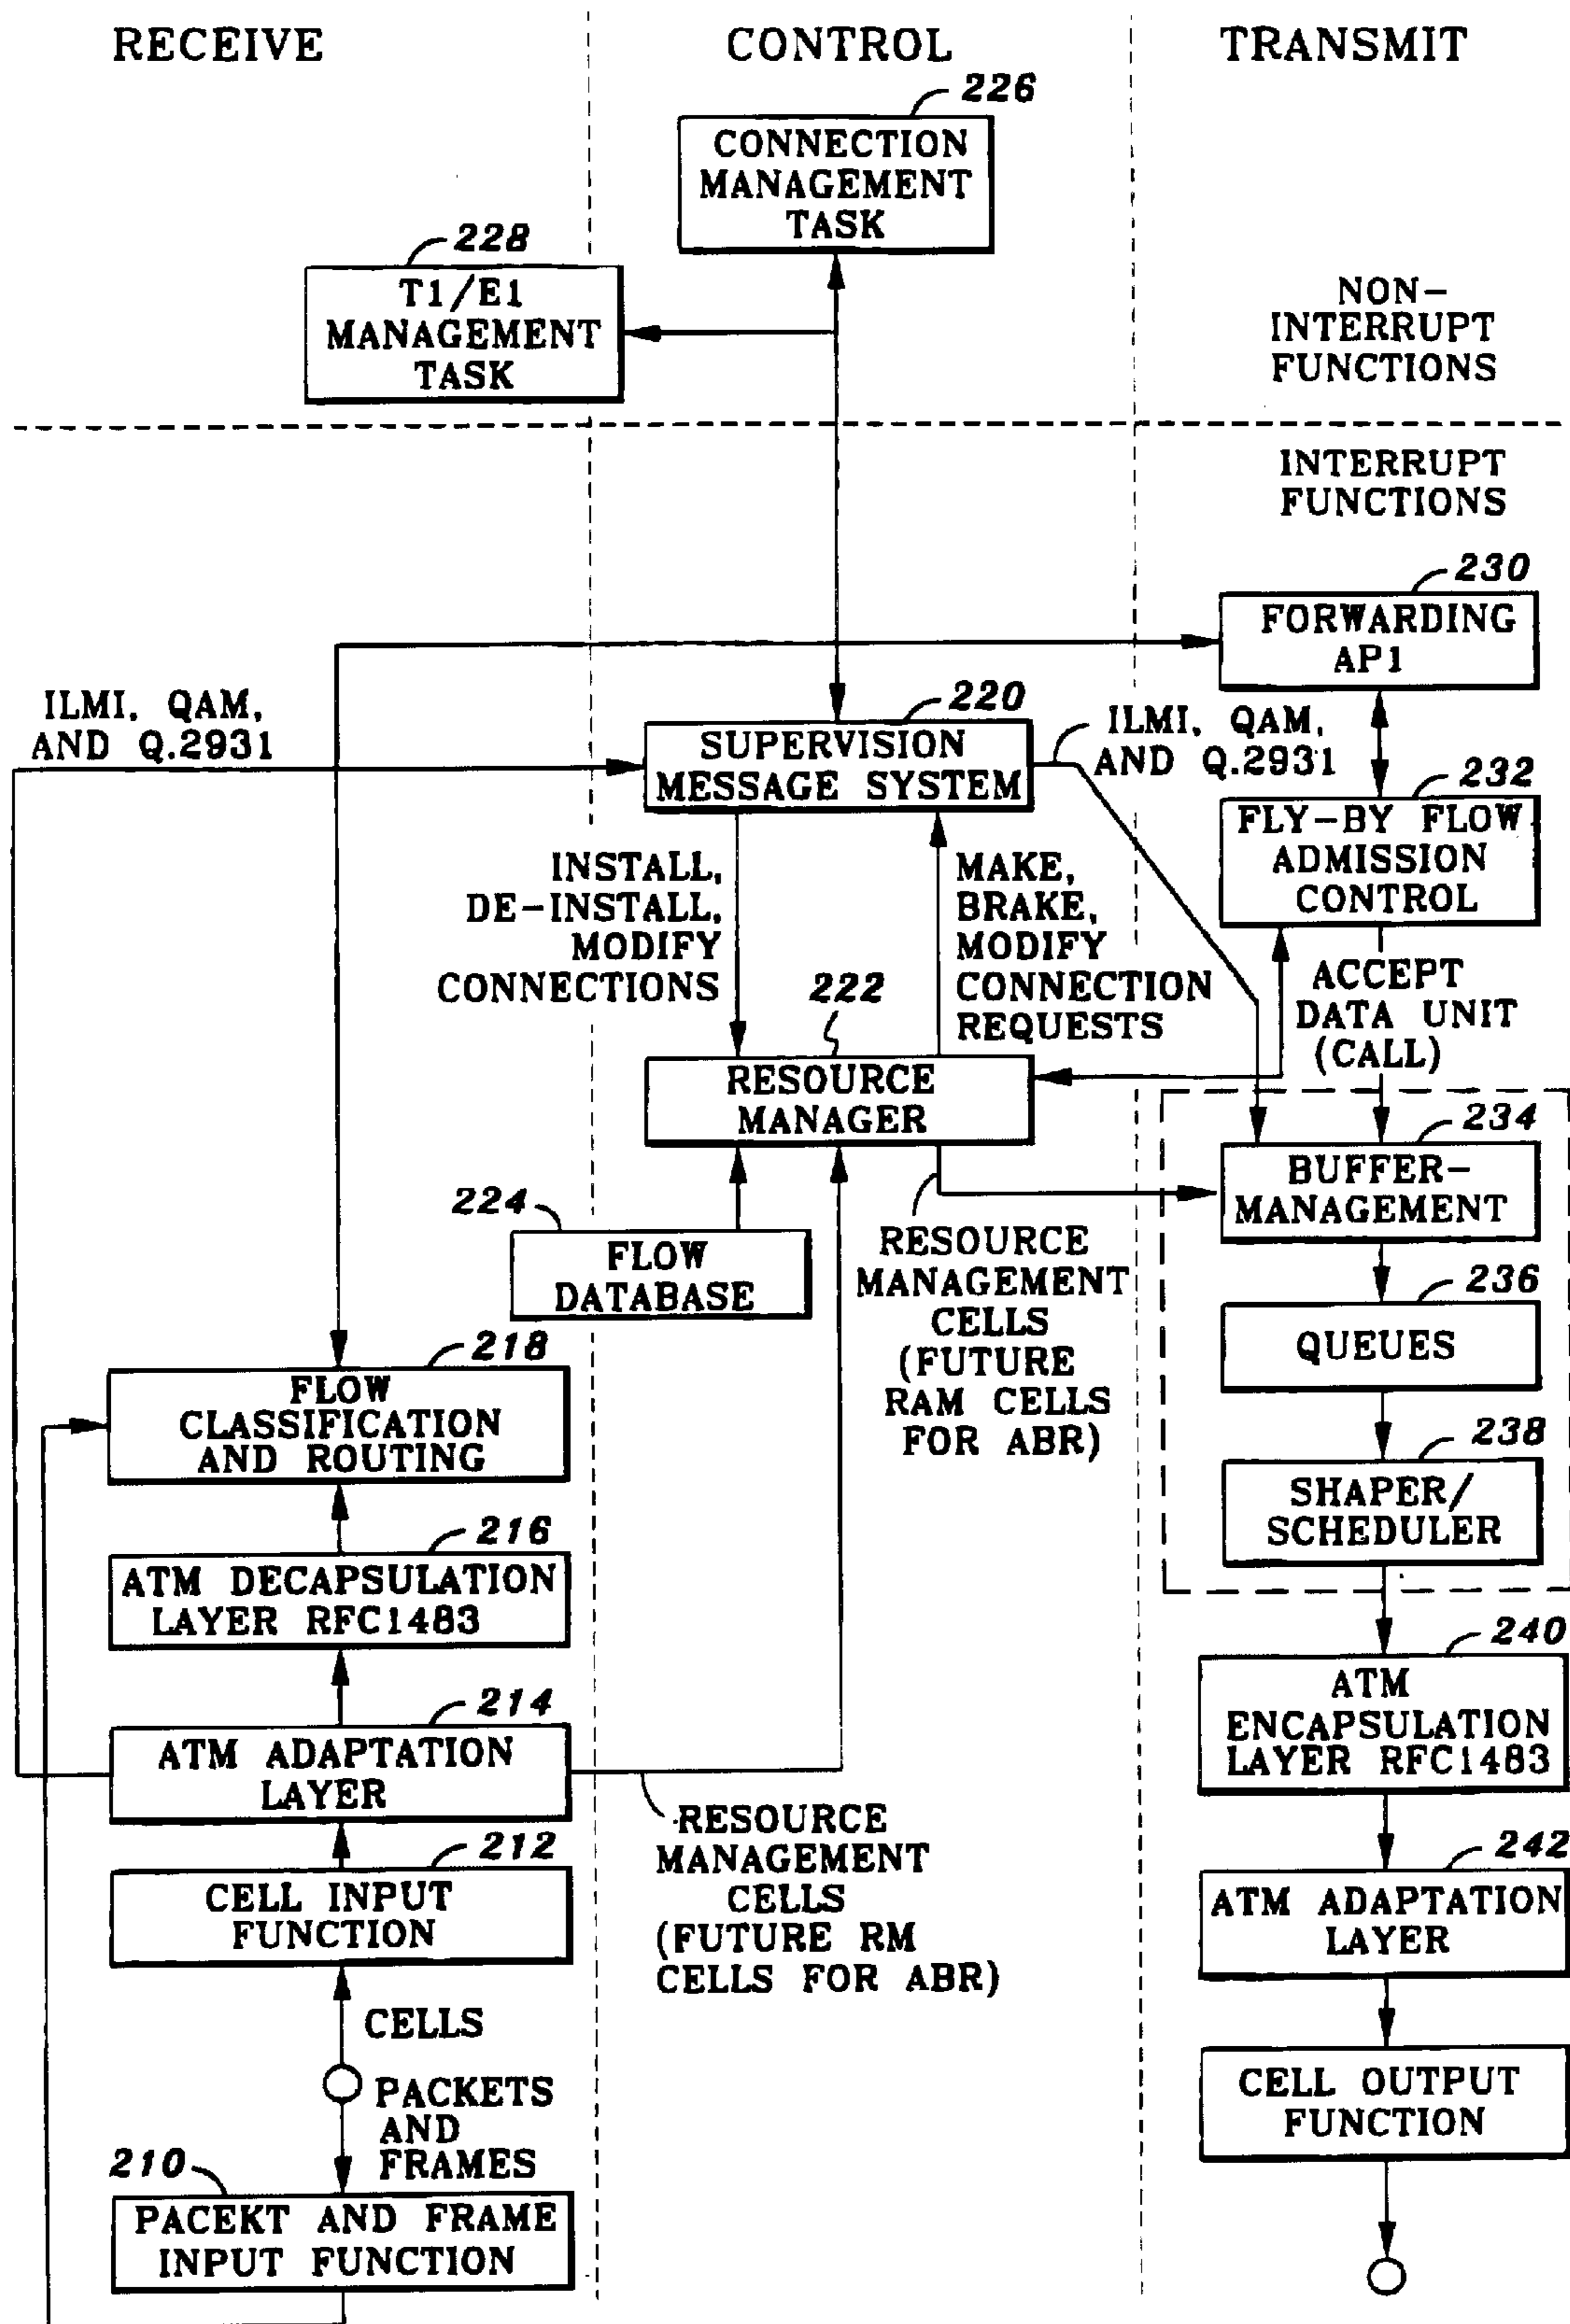 RECEIVE
CONTROL
TRANSMIT
226
CONNECTION
MANAGEMENT
TASK
228
T1/E1
MANAGEMENT
TASK
NON-
INTERRUPT
FUNCTIONS
INTERRUPT
FUNCTIONS
230
FORWARDING
AP1
ILMI, QAM,
AND Q.2931
220
SUPERVISION
MESSAGE SYSTEM
ILMI, QAM,
AND Q.2931
232
FLY-BY FLOW
ADMISSION
CONTROL
INSTALL,
DE-INSTALL,
MODIFY
CONNECTIONS
MAKE,
BRAKE,
MODIFY
CONNECTION
REQUESTS
ACCEPT
DATA UNIT
(CALL)
222
RESOURCE
MANAGER
234
BUFFER-
MANAGEMENT
224
FLOW
DATABASE
RESOURCE
MANAGEMENT
CELLS
(FUTURE
RAM CELLS
FOR ABR)
236
QUEUES
218
FLOW
CLASSIFICATION
AND ROUTING
238
SHAPER/
SCHEDULER
216
ATM DECAPSULATION
LAYER RFC1483
240
ATM
ENCAPSULATION
LAYER RFC1483
214
ATM ADAPTATION
LAYER
RESOURCE
MANAGEMENT
CELLS
(FUTURE RM
CELLS FOR ABR)
212
CELL INPUT
FUNCTION
242
ATM ADAPTATION
LAYER
CELLS
PACKETS
AND
FRAMES
CELL OUTPUT
FUNCTION
210
PACEKT AND FRAME
INPUT FUNCTION